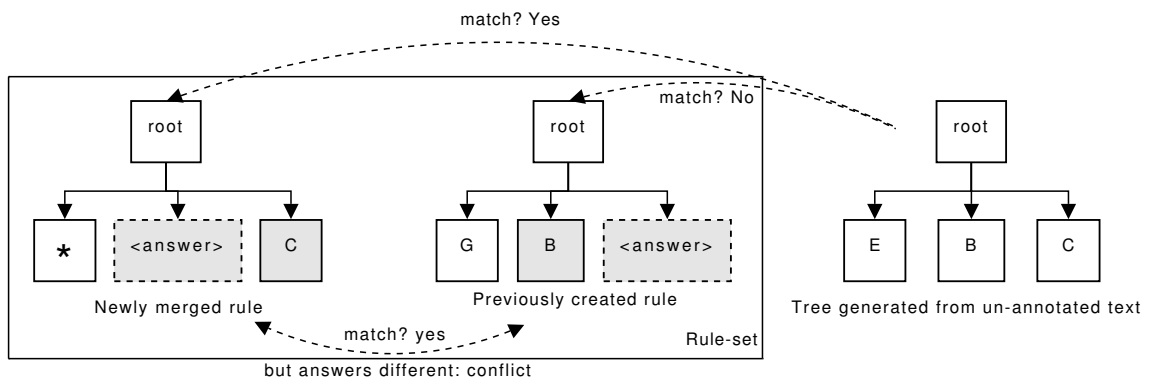 match? Yes
match? No
root
root
root
*
<answer>
C
G
B
<answer>
E
B
C
Newly merged rule
Previously created rule
Tree generated from un-annotated text
match? yes
Rule-set
but answers different: conflict